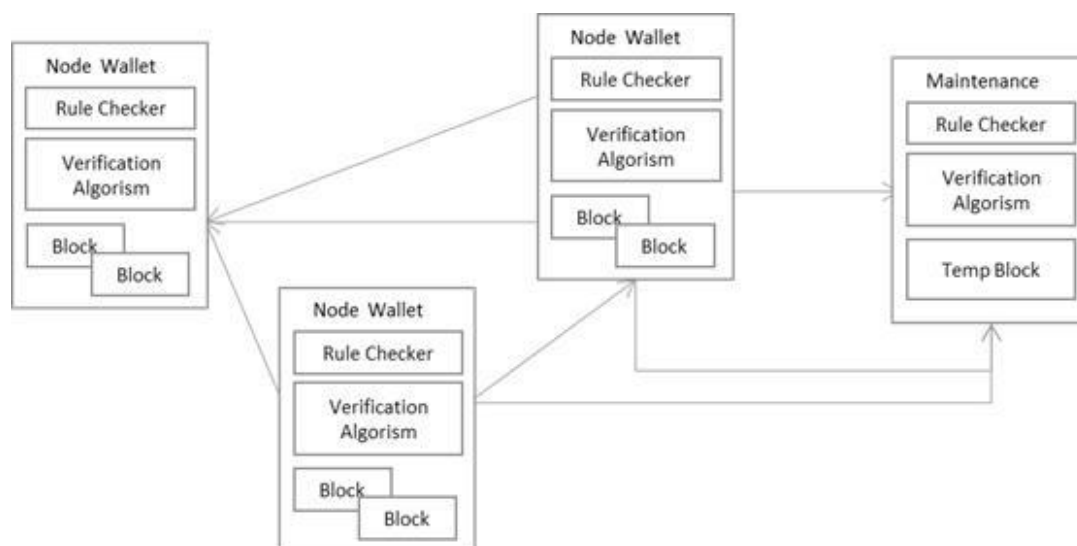 Node Wallet
Rule Checker
Verification
Algorism
Block
Block
Node Wallet
Rule Checker
Verification
Algorism
Block
Block
Node Wallet
Rule Checker
Verification
Algorism
Block
Block
Maintenance
Rule Checker
Verification
Algorism
Temp Block